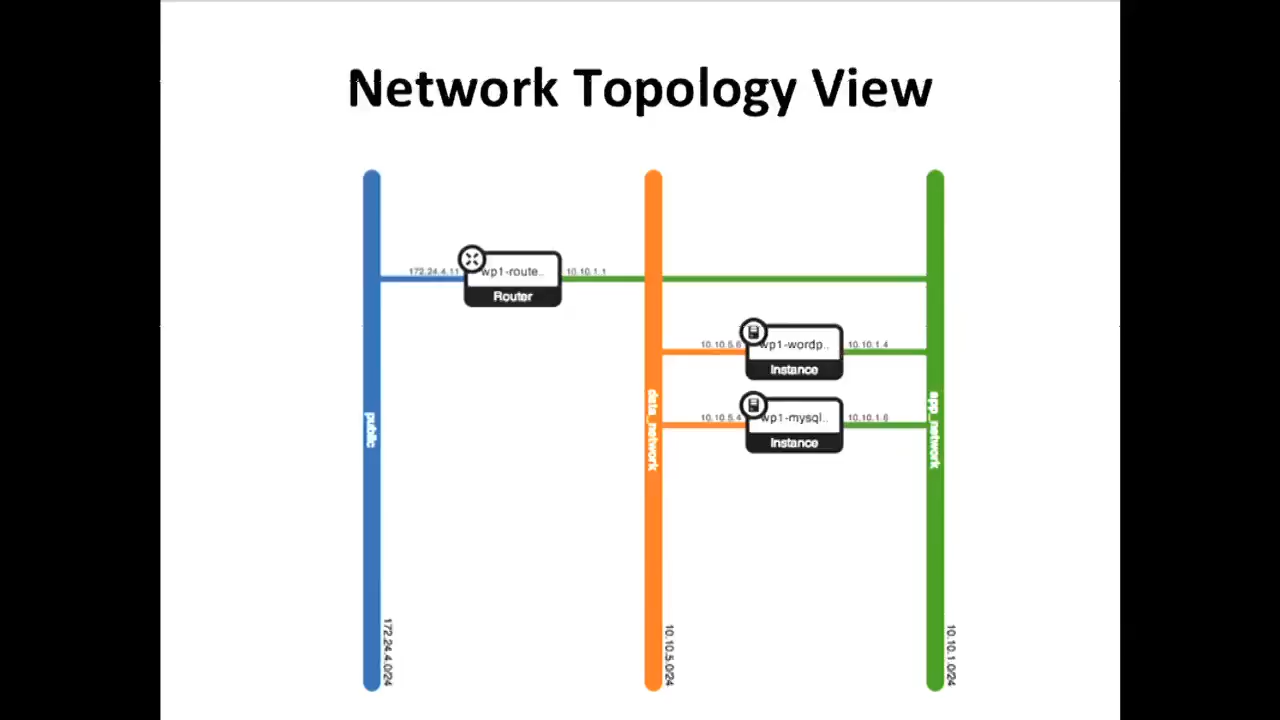 Network Topology View
172.24.4.11
wp1-route..
10.10.1.1
Router
10.10.5.6
wp1-wordp..
10.10.1.4
Instance
10.10.5.4
wp1-mysql..
10.10.1.6
Instance
public
data_network
app_network
172.24.4.0/24
10.10.5.0/24
10.10.1.0/24